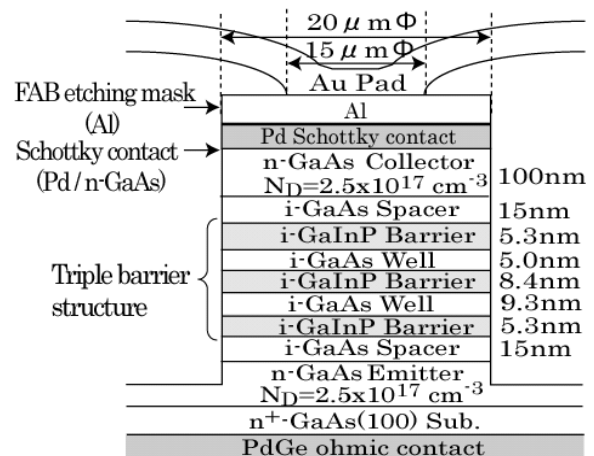 20μmΦ
15μmΦ
Au Pad
FAB etching mask
(Al)
Al
Schottky contact
(Pd/n-GaAs)
Pd Schottky contact
n-GaAs Collector
N_D=2.5x10^17 cm^-3
100nm
i-GaAs Spacer
15nm
i-GaInP Barrier
5.3nm
i-GaAs Well
5.0nm
Triple barrier
structure
i-GaInP Barrier
8.4nm
i-GaAs Well
9.3nm
i-GaInP Barrier
5.3nm
i-GaAs Spacer
15nm
n-GaAs Emitter
N_D=2.5x10^17 cm^-3
n^+-GaAs(100) Sub.
PdGe ohmic contact